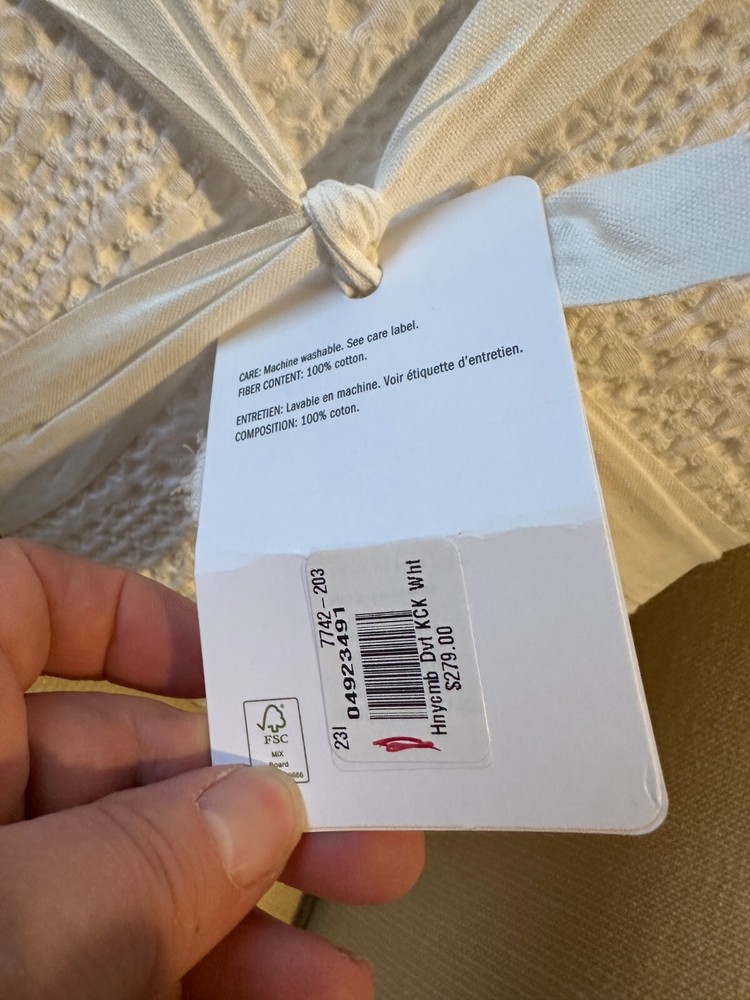 CARE: Machine washable. See care label.
FIBER CONTENT: 100% cotton.
ENTRETIEN: Lavable en machine. Voir étiquette d'entretien.
COMPOSITION: 100% coton.
231 7742-203
04923491
Hnycmb Dvt KCK Wht
$279.00
FSC
MIX
Board